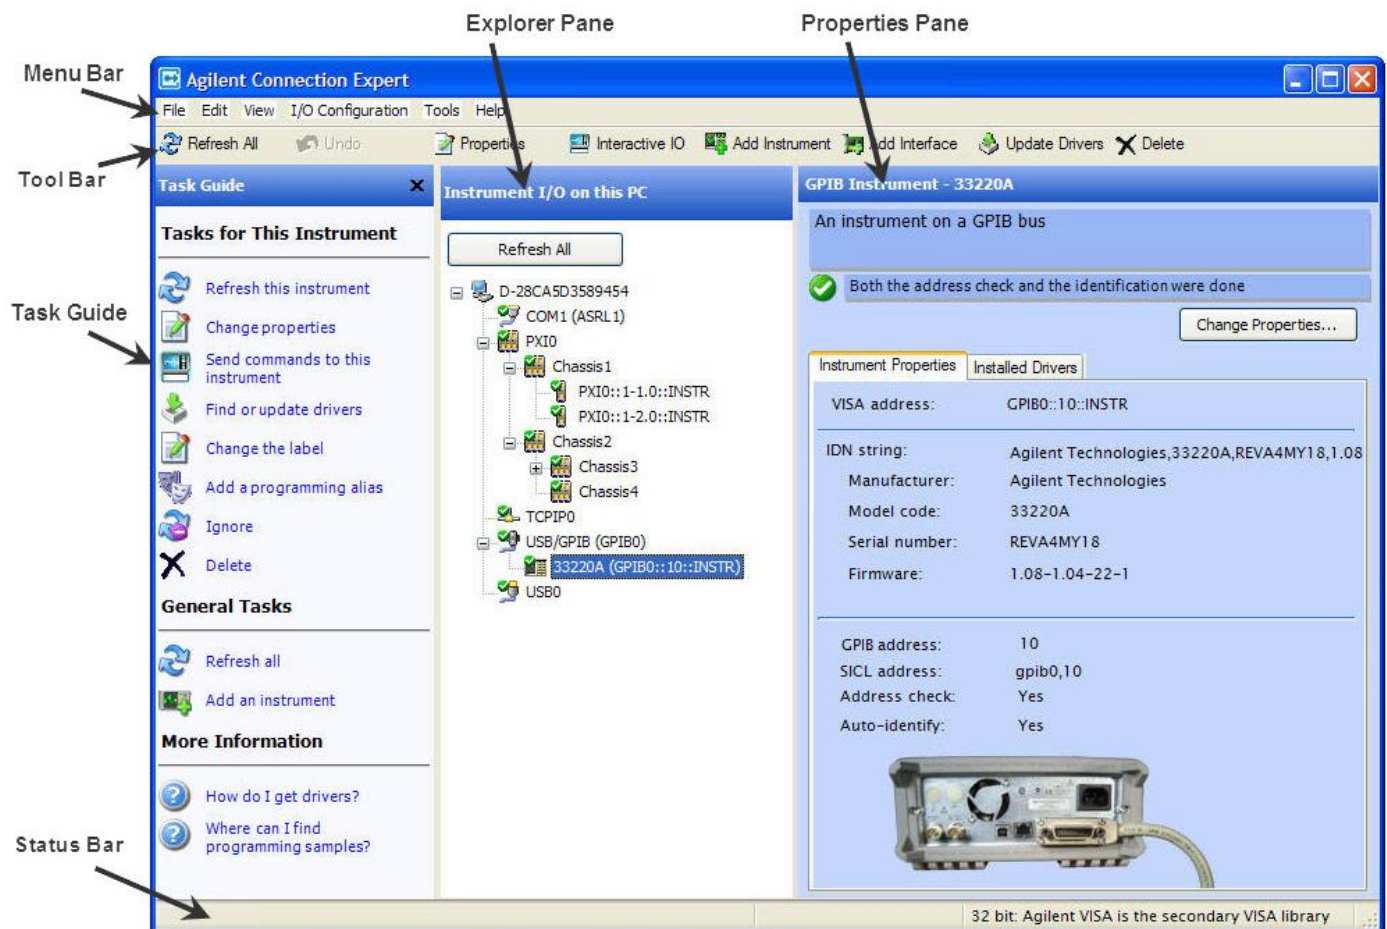 Explorer Pane
Properties Pane
Menu Bar
Agilent Connection Expert
File Edit View I/O Configuration Tools Help
Refresh All Undo Properties Interactive IO Add Instrument Add Interface Update Drivers Delete
Tool Bar
Task Guide
Tasks for This Instrument
Refresh this instrument
Change properties
Task Guide
Send commands to this
instrument
Find or update drivers
Change the label
Add a programming alias
Ignore
Delete
General Tasks
Refresh all
Add an instrument
More Information
How do I get drivers?
Where can I find
programming samples?
Status Bar
Instrument I/O on this PC
Refresh All
D-28CA5D3589454
COM1 (ASRL1)
PXI0
Chassis1
PXI0::1-1.0::INSTR
PXI0::1-2.0::INSTR
Chassis2
Chassis3
Chassis4
TCPIP0
USB/GPIB (GPIB0)
33220A (GPIB0::10::INSTR)
USB0
GPIB Instrument - 33220A
An instrument on a GPIB bus
Both the address check and the identification were done
Change Properties...
Instrument Properties Installed Drivers
VISA address: GPIB0::10::INSTR
IDN string: Agilent Technologies,33220A,REVA4MY18,1.08
Manufacturer: Agilent Technologies
Model code: 33220A
Serial number: REVA4MY18
Firmware: 1.08-1.04-22-1
GPIB address: 10
SICL address: gpib0,10
Address check: Yes
Auto-identify: Yes
32 bit: Agilent VISA is the secondary VISA library